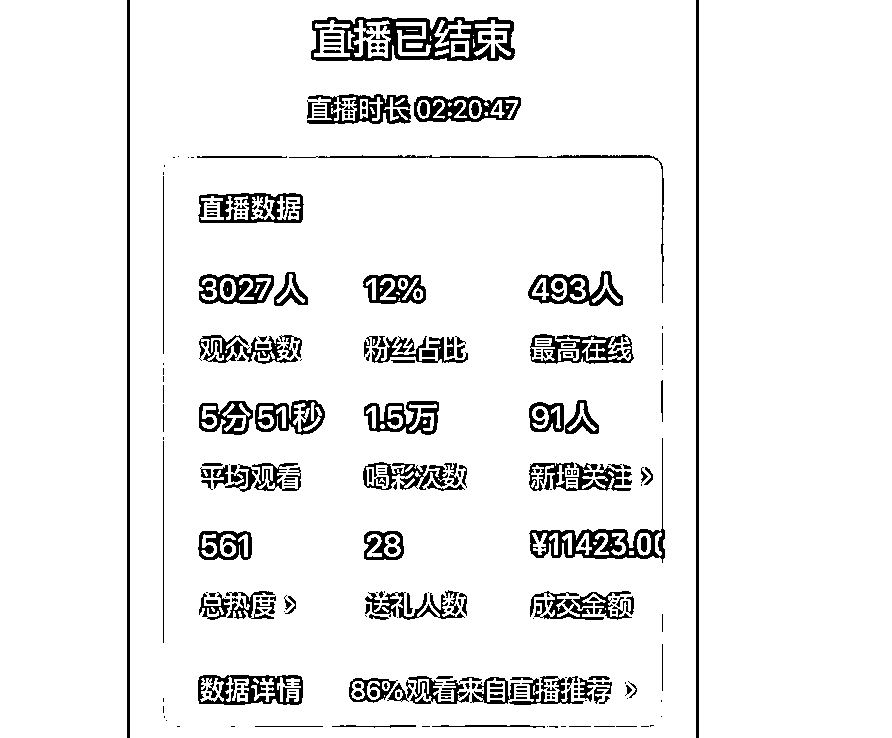 直播已结束
直播时长 02:20:47
直播数据
3027人 12% 493人
观众总数 粉丝占比 最高在线
5分51秒 1.5万 91人
平均观看 喝彩次数 新增关注 >
561 28 ¥11423.00
总热度 > 送礼人数 成交金额
数据详情 86%观看来自直播推荐 >